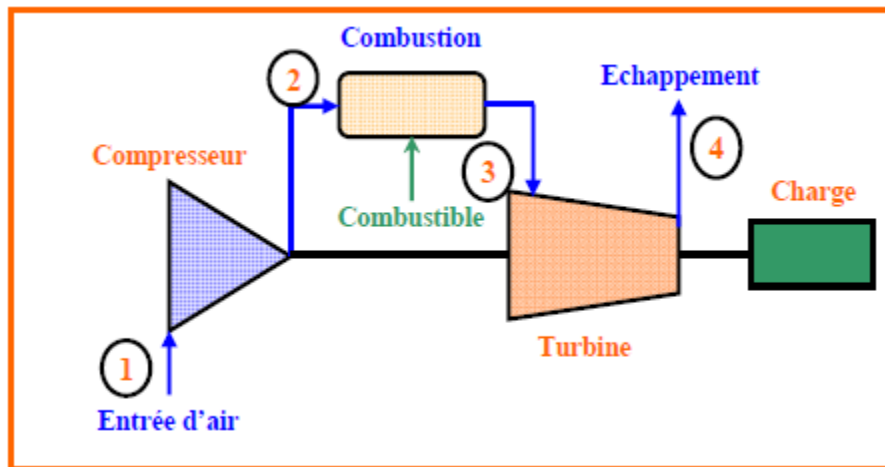 Combustion
2
Echappement
Compresseur
4
3
Charge
Combustible
Turbine
1
Entrée d'air